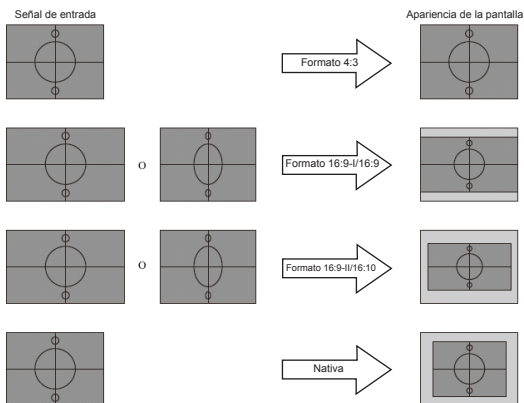 Señal de entrada
Apariencia de la pantalla
Formato 4:3
O
Formato 16:9-I/16:9
O
Formato 16:9-II/16:10
Nativa